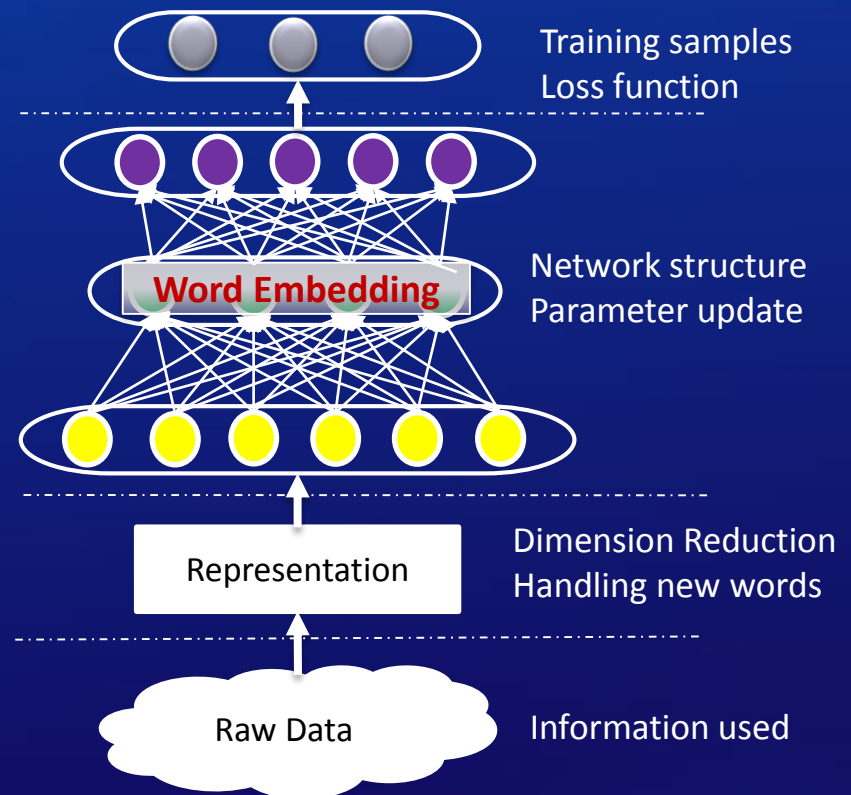 Training samples
Loss function
Word Embedding
Network structure
Parameter update
Representation
Dimension Reduction
Handling new words
Raw Data
Information used